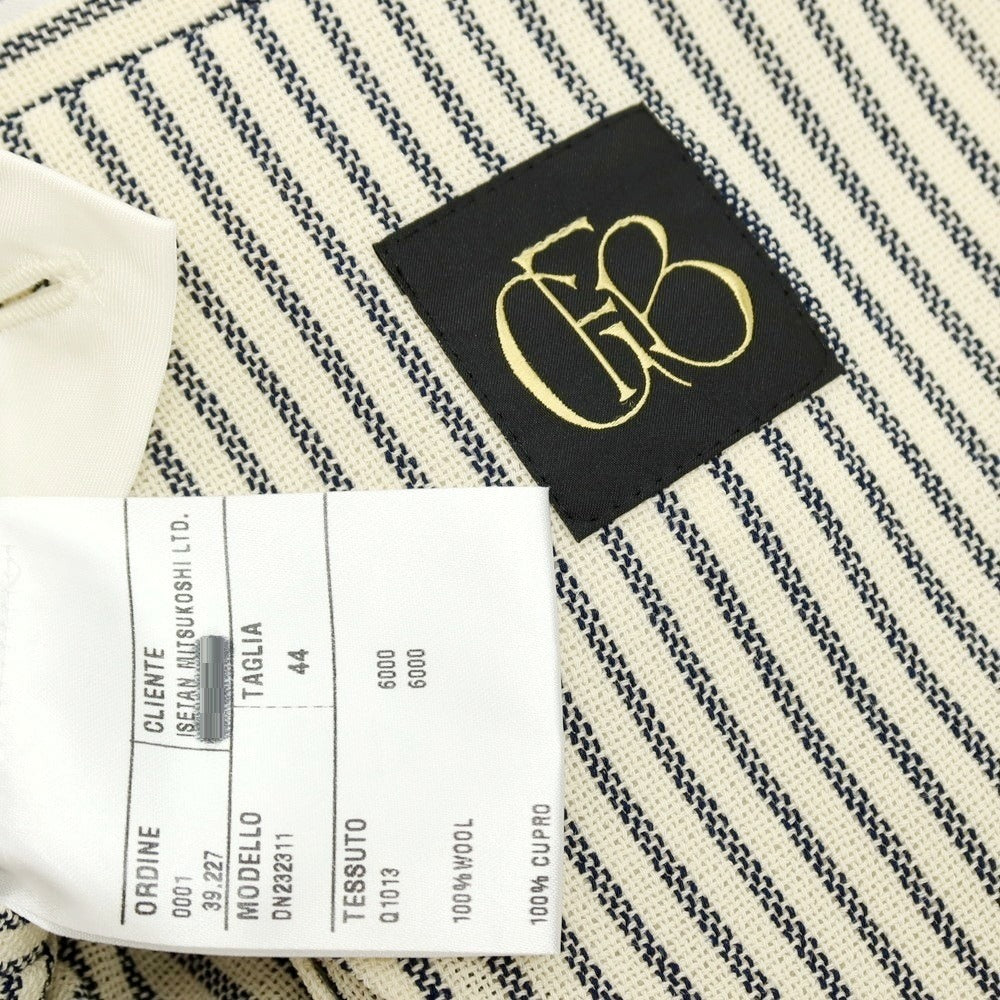 GFB
ORDINE
0001
39.227
CLIENTE
ISETAN MITSUKOSHI LTD.
MODELLO
DN232311
TAGLIA
44
TESSUTO
Q1013 6000
6000
100%WOOL
100% CUPRO